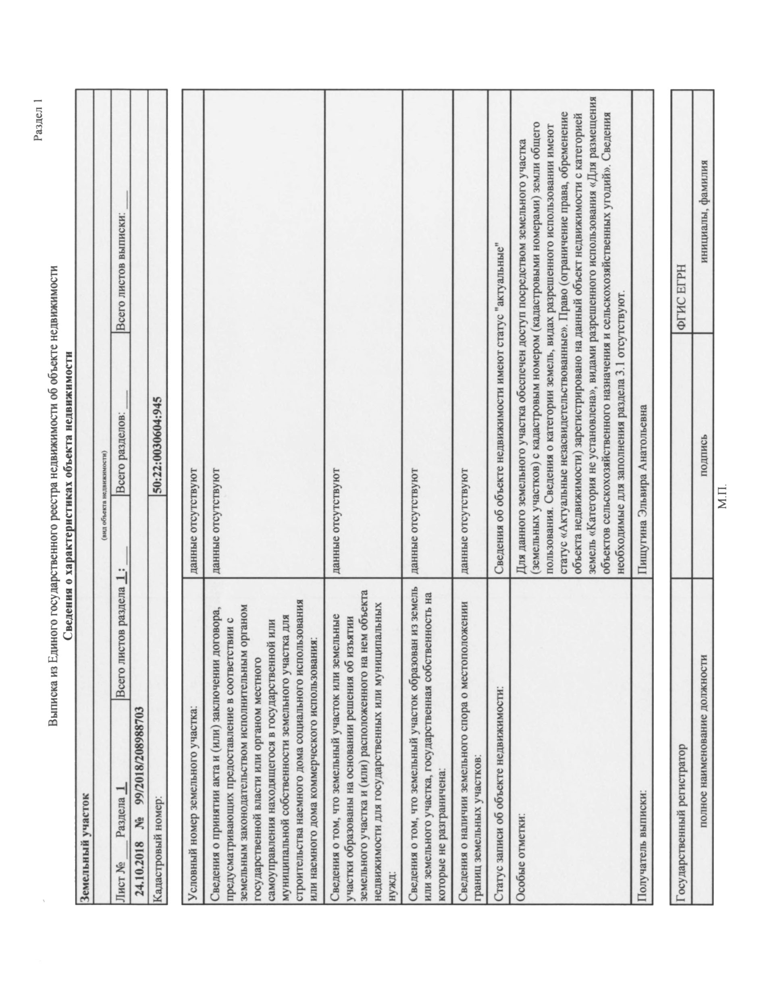 Раздел 1
Выписка из Единого государственного реестра недвижимости об объекте недвижимости
Сведения о характеристиках объекта недвижимости
Земельный участок
(вид объекта недвижимости)
Лист № ___ Раздела 1 Всего листов раздела 1: ___ Всего разделов: ___ Всего листов выписки: ___
24.10.2018 № 99/2018/208988703
Кадастровый номер: 50:22:0030604:945
Условный номер земельного участка: данные отсутствуют
Сведения о принятии акта и (или) заключении договора,
предусматривающих предоставление в соответствии с
земельным законодательством исполнительным органом
государственной власти или органом местного
самоуправления находящегося в государственной или
муниципальной собственности земельного участка для
строительства наемного дома социального использования
или наемного дома коммерческого использования:
данные отсутствуют
Сведения о том, что земельный участок или земельные
участки образованы на основании решения об изъятии
земельного участка и (или) расположенного на нем объекта
недвижимости для государственных или муниципальных
нужд:
данные отсутствуют
Сведения о том, что земельный участок образован из земель
или земельного участка, государственная собственность на
которые не разграничена:
данные отсутствуют
Сведения о наличии земельного спора о местоположении
границ земельных участков:
данные отсутствуют
Статус записи об объекте недвижимости: Сведения об объекте недвижимости имеют статус "актуальные"
Особые отметки:
Для данного земельного участка обеспечен доступ посредством земельного участка
(земельных участков) с кадастровым номером (кадастровыми номерами) земли общего
пользования. Сведения о категории земель, видах разрешенного использовании имеют
статус «Актуальные незасвидетельствованные». Право (ограничение права, обременение
объекта недвижимости) зарегистрировано на данный объект недвижимости с категорией
земель «Категория не установлена», видами разрешенного использования «Для размещения
объектов сельскохозяйственного назначения и сельскохозяйственных угодий». Сведения
необходимые для заполнения раздела 3.1 отсутствуют.
Получатель выписки: Пищугина Эльвира Анатольевна
Государственный регистратор ФГИС ЕГРН
полное наименование должности подпись инициалы, фамилия
М.П.